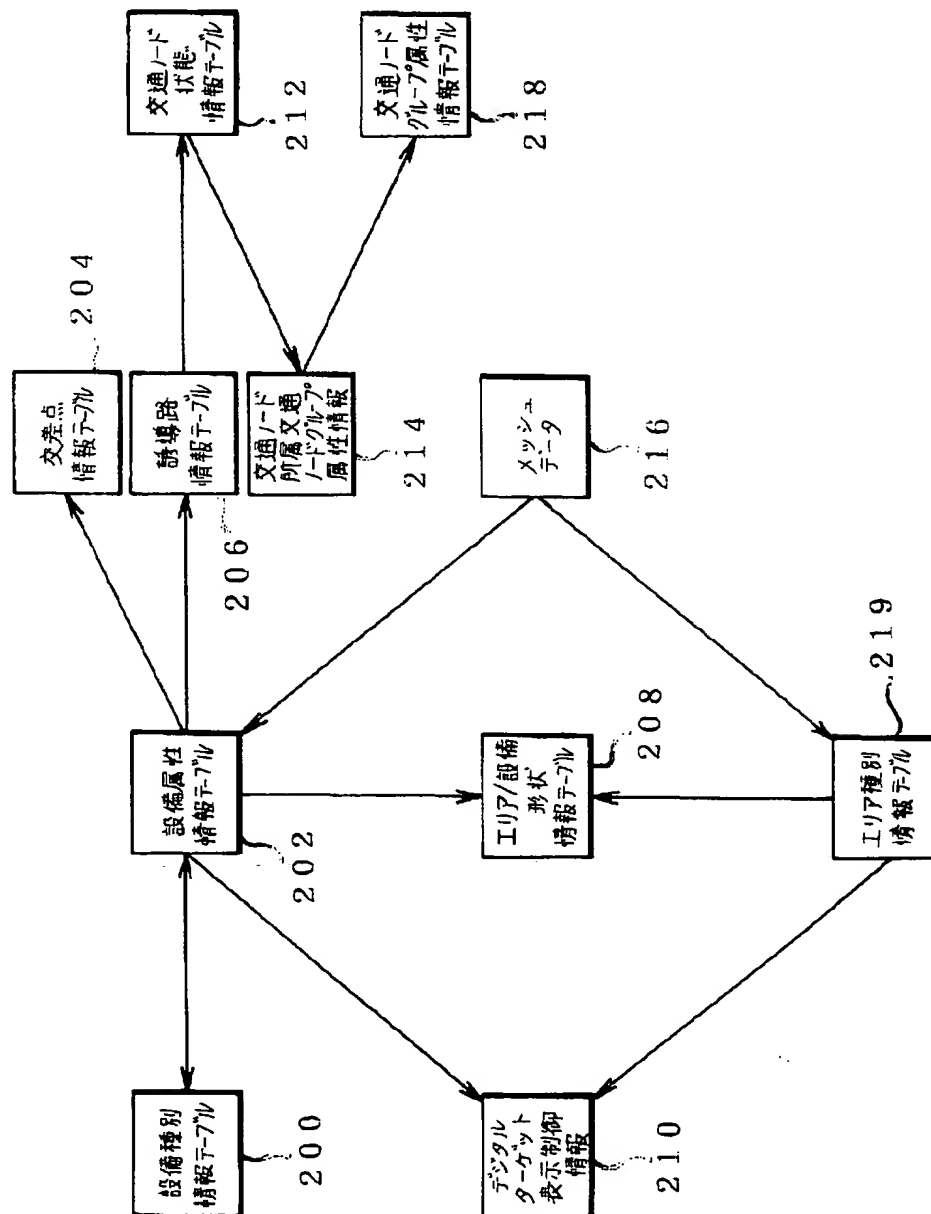 設備種別
情報テーブル
200
設備属性
情報テーブル
202
交差点
情報テーブル
204
誘導路
情報テーブル
206
交通ノード
状態
情報テーブル
212
交通ノード
所属交通
ノードグループ
属性情報
214
交通ノード
グループ属性
情報テーブル
218
デジタル
ターゲット
表示制御
情報
210
エリア/設備
形状
情報テーブル
208
メッシュ
データ
216
エリア種別
情報テーブル
219